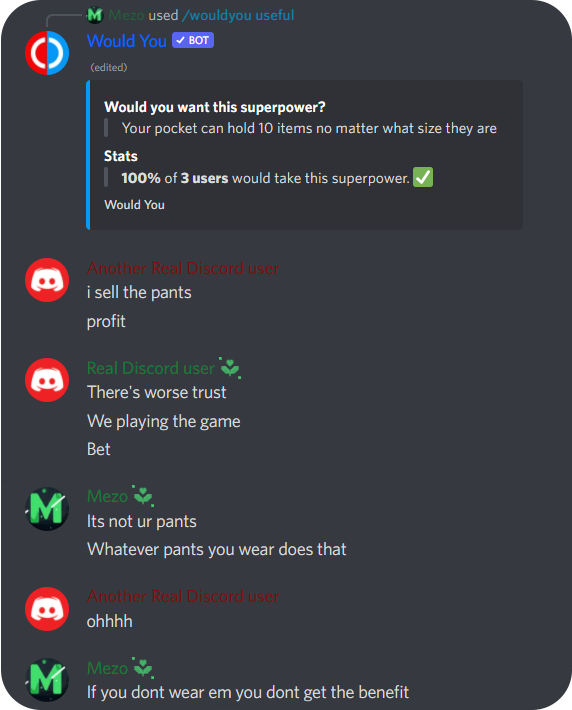 Mezo used /wouldyou useful
Would You ✓ BOT
(edited)
Would you want this superpower?
Your pocket can hold 10 items no matter what size they are
Stats
100% of 3 users would take this superpower. ✅
Would You
Another Real Discord user
i sell the pants
profit
Real Discord user
There's worse trust
We playing the game
Bet
Mezo
Its not ur pants
Whatever pants you wear does that
Another Real Discord user
ohhhh
Mezo
If you dont wear em you dont get the benefit